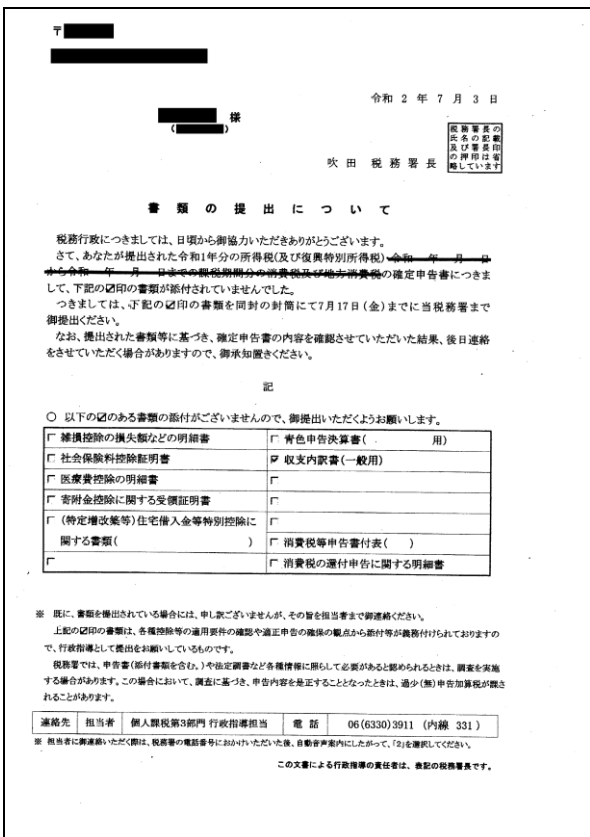 〒
様
( )
令和 2 年 7 月 3 日
吹田 税務署長
税務署長の
氏名の記載
及び署長印
の押印は省
略しています
書類の提出について
税務行政につきましては、日頃から御協力いただきありがとうございます。
さて、あなたが提出された令和1年分の所得税(及び復興特別所得税)・令和 年 月 日
から令和 年 月 日までの課税期間分の消費税及び地方消費税の確定申告書につきま
して、下記の☑印の書類が添付されていませんでした。
つきましては、下記の☑印の書類を同封の封筒にて7月17日(金)までに当税務署まで
御提出ください。
なお、提出された書類等に基づき、確定申告書の内容を確認させていただいた結果、後日連絡
をさせていただく場合がありますので、御承知置きください。
記
○ 以下の☑のある書類の添付がございませんので、御提出いただくようお願いします。
□ 雑損控除の損失額などの明細書
□ 青色申告決算書( 用)
□ 社会保険料控除証明書
☑ 収支内訳書(一般用)
□ 医療費控除の明細書
□
□ 寄附金控除に関する受領証明書
□
□ (特定増改築等)住宅借入金等特別控除に
関する書類( )
□
□ 消費税等申告書付表( )
□
□ 消費税の還付申告に関する明細書
※ 既に、書類を提出されている場合には、申し訳ございませんが、その旨を担当者まで御連絡ください。
上記の☑印の書類は、各種控除等の適用要件の確認や適正申告の確保の観点から添付等が義務付けられておりますの
で、行政指導として提出をお願いしているものです。
税務署では、申告書(添付書類を含む。)や法定調書など各種情報に照らして必要があると認められるときは、調査を実施
する場合があります。この場合において、調査に基づき、申告内容を是正することとなったときは、過少(無)申告加算税が課さ
れることがあります。
連絡先 担当者 個人課税第3部門 行政指導担当 電話 06(6330)3911 (内線 331)
※ 担当者に御連絡いただく際は、税務署の電話番号におかけいただいた後、自動音声案内にしたがって、「2」を選択してください。
この文書による行政指導の責任者は、表記の税務署長です。